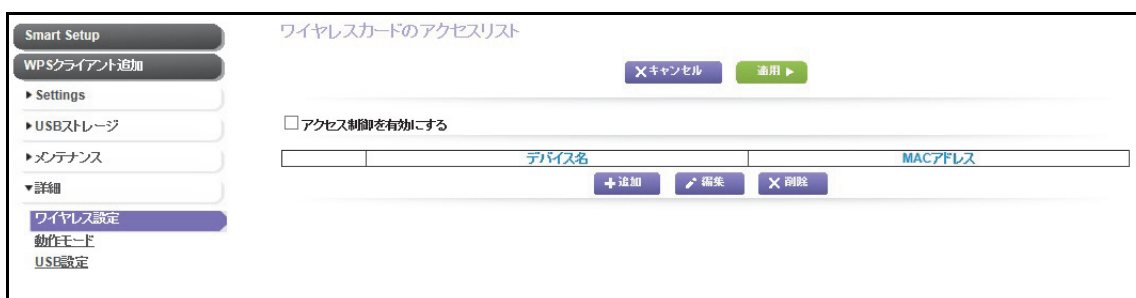 Smart Setup
WPSクライアント追加
▶ Settings
▶USBストレージ
▶メンテナンス
▼詳細
ワイヤレス設定
動作モード
USB設定
ワイヤレスカードのアクセスリスト
Xキャンセル 適用 ▶
アクセス制御を有効にする
デバイス名 MACアドレス
+追加 編集 X削除